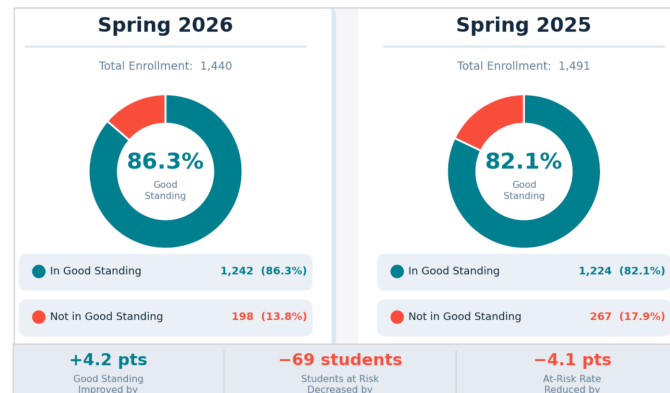 Spring 2026
Total Enrollment: 1,440
86.3%
Good
Standing
In Good Standing 1,242 (86.3%)
Not in Good Standing 198 (13.8%)
Spring 2025
Total Enrollment: 1,491
82.1%
Good
Standing
In Good Standing 1,224 (82.1%)
Not in Good Standing 267 (17.9%)
+4.2 pts
Good Standing
Improved by
−69 students
Students at Risk
Decreased by
−4.1 pts
At-Risk Rate
Reduced by